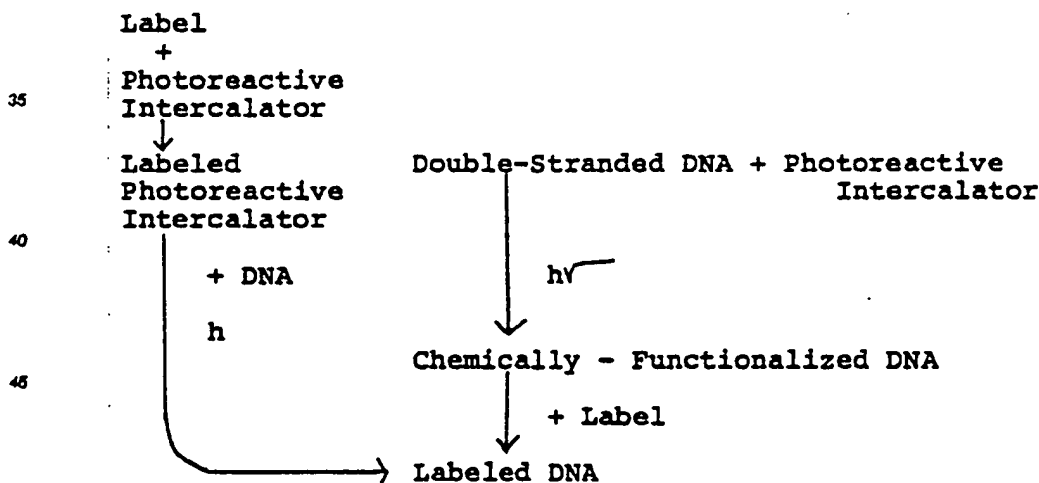 Label
+
Photoreactive
35
Intercalator
Labeled
Double-Stranded DNA + Photoreactive
Photoreactive
Intercalator
Intercalator
40
+ DNA
h√
h
Chemically - Functionalized DNA
45
+ Label
Labeled DNA